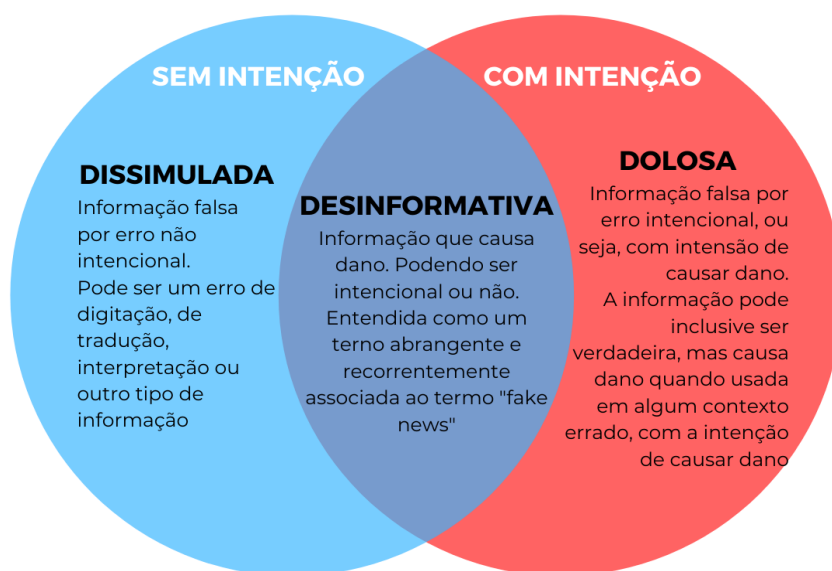 SEM INTENÇÃO
COM INTENÇÃO
DISSIMULADA
Informação falsa
por erro não
intencional.
Pode ser um erro de
digitação, de
tradução,
interpretação ou
outro tipo de
informação
DESINFORMATIVA
Informação que causa
dano. Podendo ser
intencional ou não.
Entendida como um
terno abrangente e
recorrentemente
associada ao termo "fake
news"
DOLOSA
Informação falsa por
erro intencional, ou
seja, com intensão de
causar dano.
A informação pode
inclusive ser
verdadeira, mas causa
dano quando usada
em algum contexto
errado, com a intenção
de causar dano